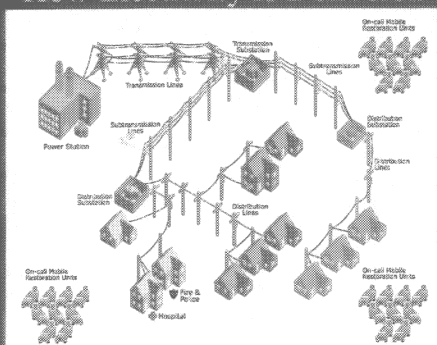 On-call Mobile
Restoration Units
Transmission
Substation
Transmission Lines
Subtransmission
Lines
Power Station
Subtransmission
Lines
Distribution
Substation
Distribution
Lines
Distribution
Substation
Distribution
Lines
On-call Mobile
Restoration Units
Fire &
Police
Hospital
On-call Mobile
Restoration Units